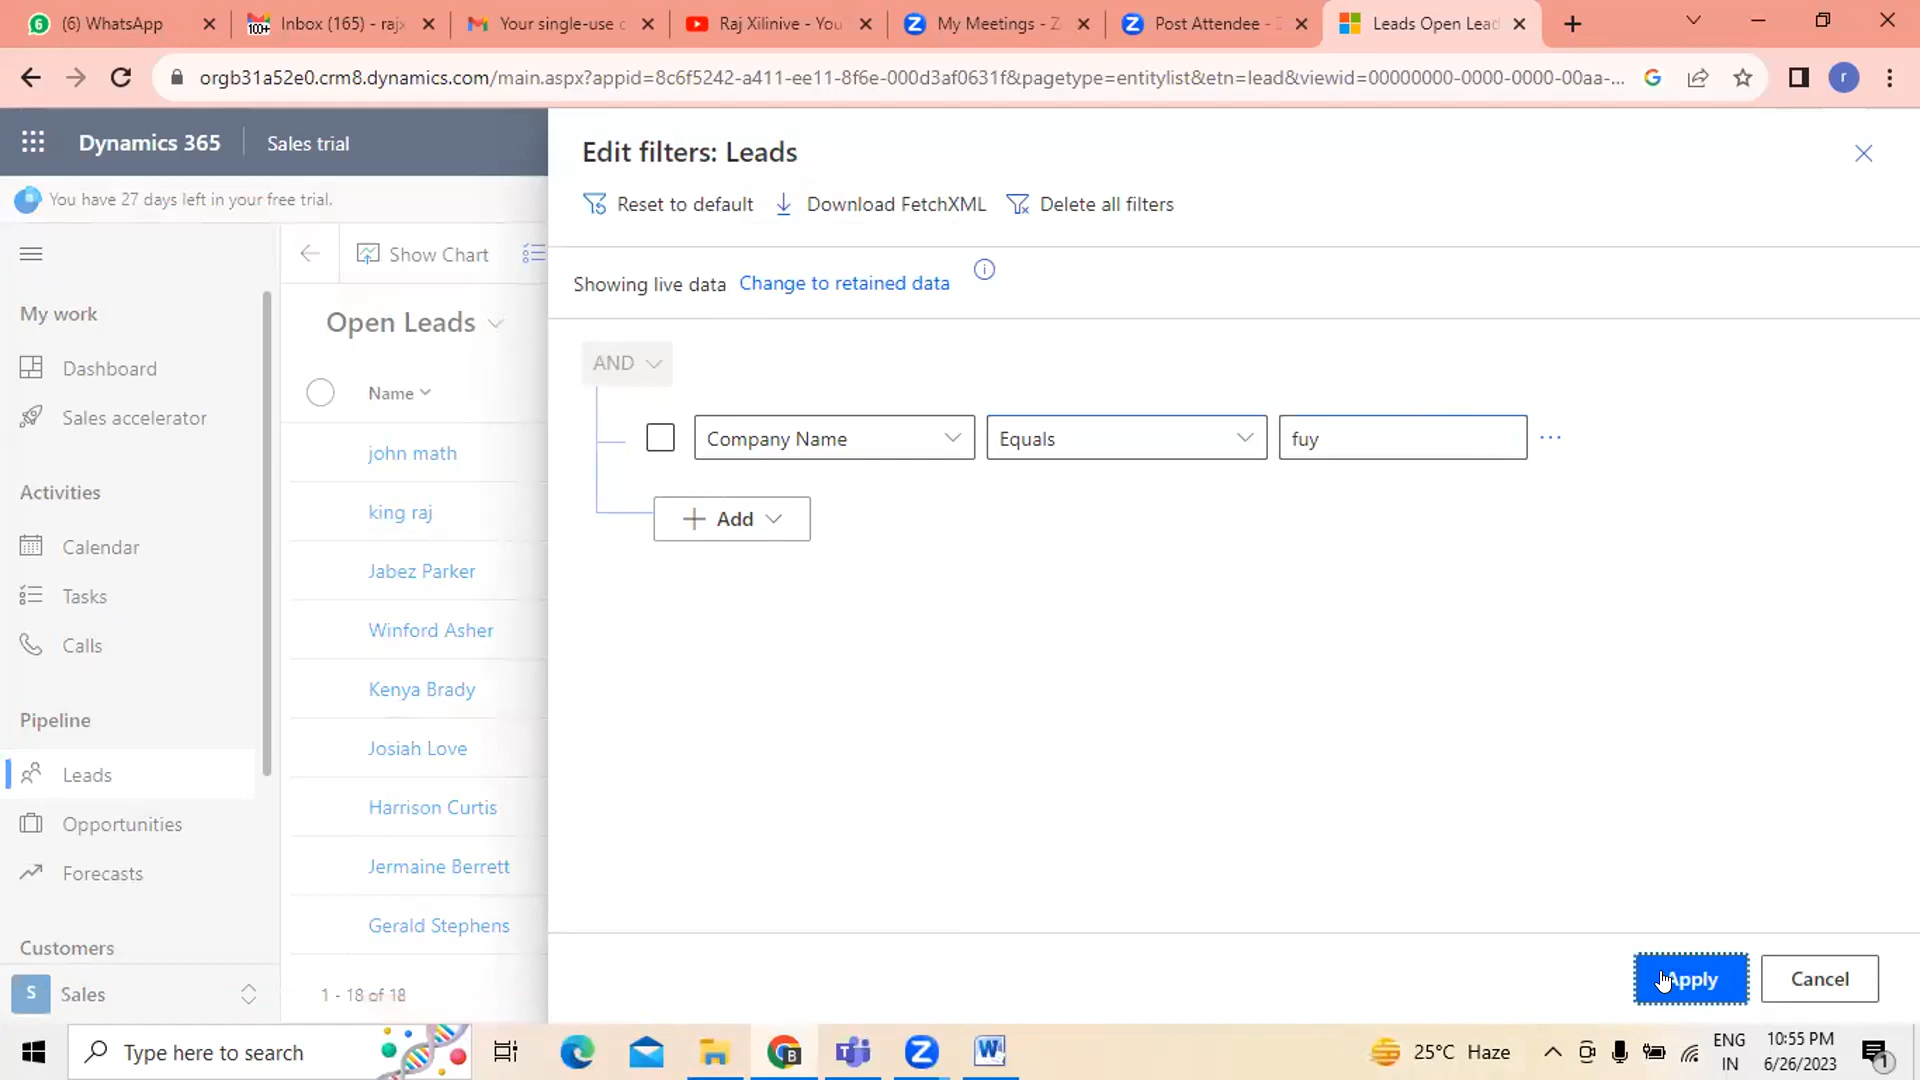 (6) WhatsApp
Inbox (165) - rajx
Your single-use c
Raj Xilinive - You
My Meetings - Z
Post Attendee - Z
Leads Open Lead
orgb31a52e0.crm8.dynamics.com/main.aspx?appid=8c6f5242-a411-ee11-8f6e-000d3af0631f&pagetype=entitylist&etn=lead&viewid=00000000-0000-0000-00aa-...
r
Dynamics 365
Sales trial
You have 27 days left in your free trial.
Show Chart
My work
Dashboard
Sales accelerator
Activities
Calendar
Tasks
Calls
Pipeline
Leads
Opportunities
Forecasts
Customers
S
Sales
Open Leads
Name
john math
king raj
Jabez Parker
Winford Asher
Kenya Brady
Josiah Love
Harrison Curtis
Jermaine Berrett
Gerald Stephens
1 - 18 of 18
Edit filters: Leads
Reset to default
Download FetchXML
Delete all filters
Showing live data
Change to retained data
AND
Company Name
Equals
fuy
Add
Apply
Cancel
Type here to search
25°C Haze
ENG
IN
10:55 PM
6/26/2023
1